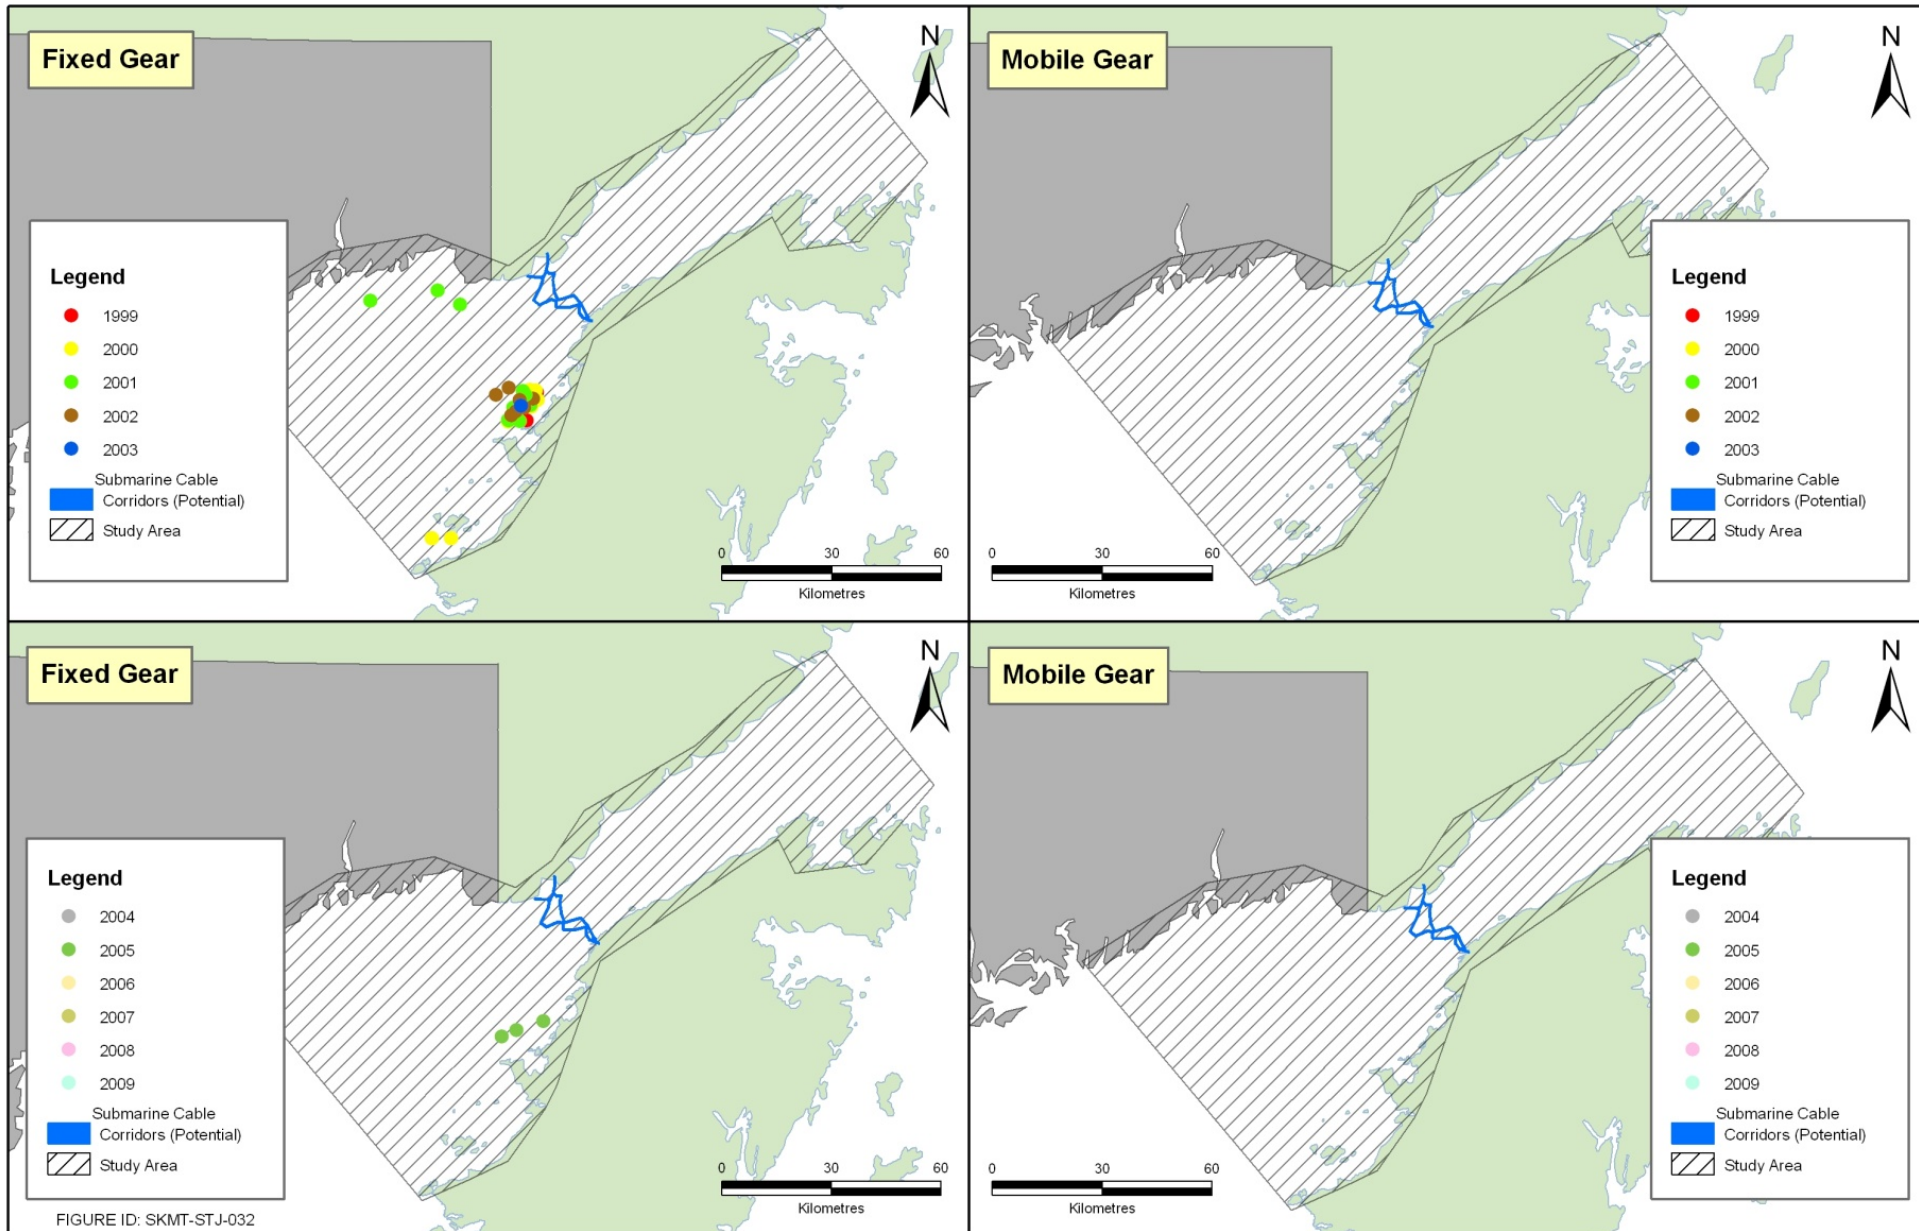 Fixed Gear
N
Legend
1999
2000
2001
2002
2003
Submarine Cable
Corridors (Potential)
Study Area
0 30 60
Kilometres
Mobile Gear
N
Legend
1999
2000
2001
2002
2003
Submarine Cable
Corridors (Potential)
Study Area
0 30 60
Kilometres
Fixed Gear
N
Legend
2004
2005
2006
2007
2008
2009
Submarine Cable
Corridors (Potential)
Study Area
0 30 60
Kilometres
FIGURE ID: SKMT-STJ-032
Mobile Gear
N
Legend
2004
2005
2006
2007
2008
2009
Submarine Cable
Corridors (Potential)
Study Area
0 30 60
Kilometres